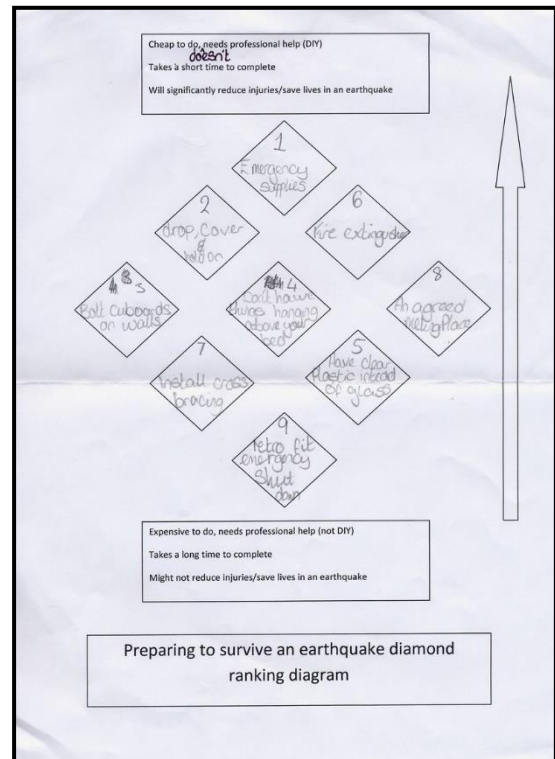 Cheap to do, needs professional help (DIY)
doesn't
Takes a short time to complete
Will significantly reduce injuries/save lives in an earthquake
1
Emergency
supplies
2
drop, cover
&
hold on
6
Fire extinguisher
3
Bolt cuboards
on walls
4
Don't have
things hanging
above your
bed
8
An agreed
meeting place
7
Install cross
bracing
5
Have clear
Plastic intead
of glass
9
retro fit
emergency
Shut
down
Expensive to do, needs professional help (not DIY)
Takes a long time to complete
Might not reduce injuries/save lives in an earthquake
Preparing to survive an earthquake diamond
ranking diagram